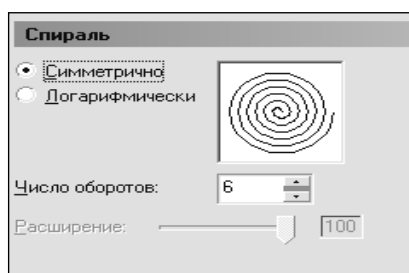 Спираль
Симметрично
Логарифмически
Число оборотов: 6
Расширение: 100